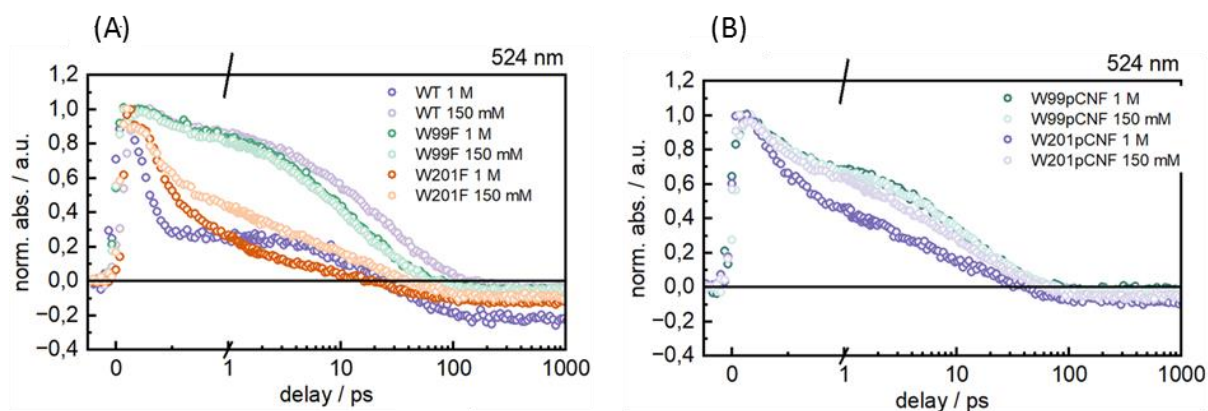 (A)
524 nm
1,2
1,0
0,8
0,6
0,4
0,2
0,0
−0,2
−0,4
norm. abs. / a.u.
WT 1 M
WT 150 mM
W99F 1 M
W99F 150 mM
W201F 1 M
W201F 150 mM
0 1 10 100 1000
delay / ps
(B)
524 nm
1,2
1,0
0,8
0,6
0,4
0,2
0,0
−0,2
−0,4
norm. abs. / a.u.
W99pCNF 1 M
W99pCNF 150 mM
W201pCNF 1 M
W201pCNF 150 mM
0 1 10 100 1000
delay / ps